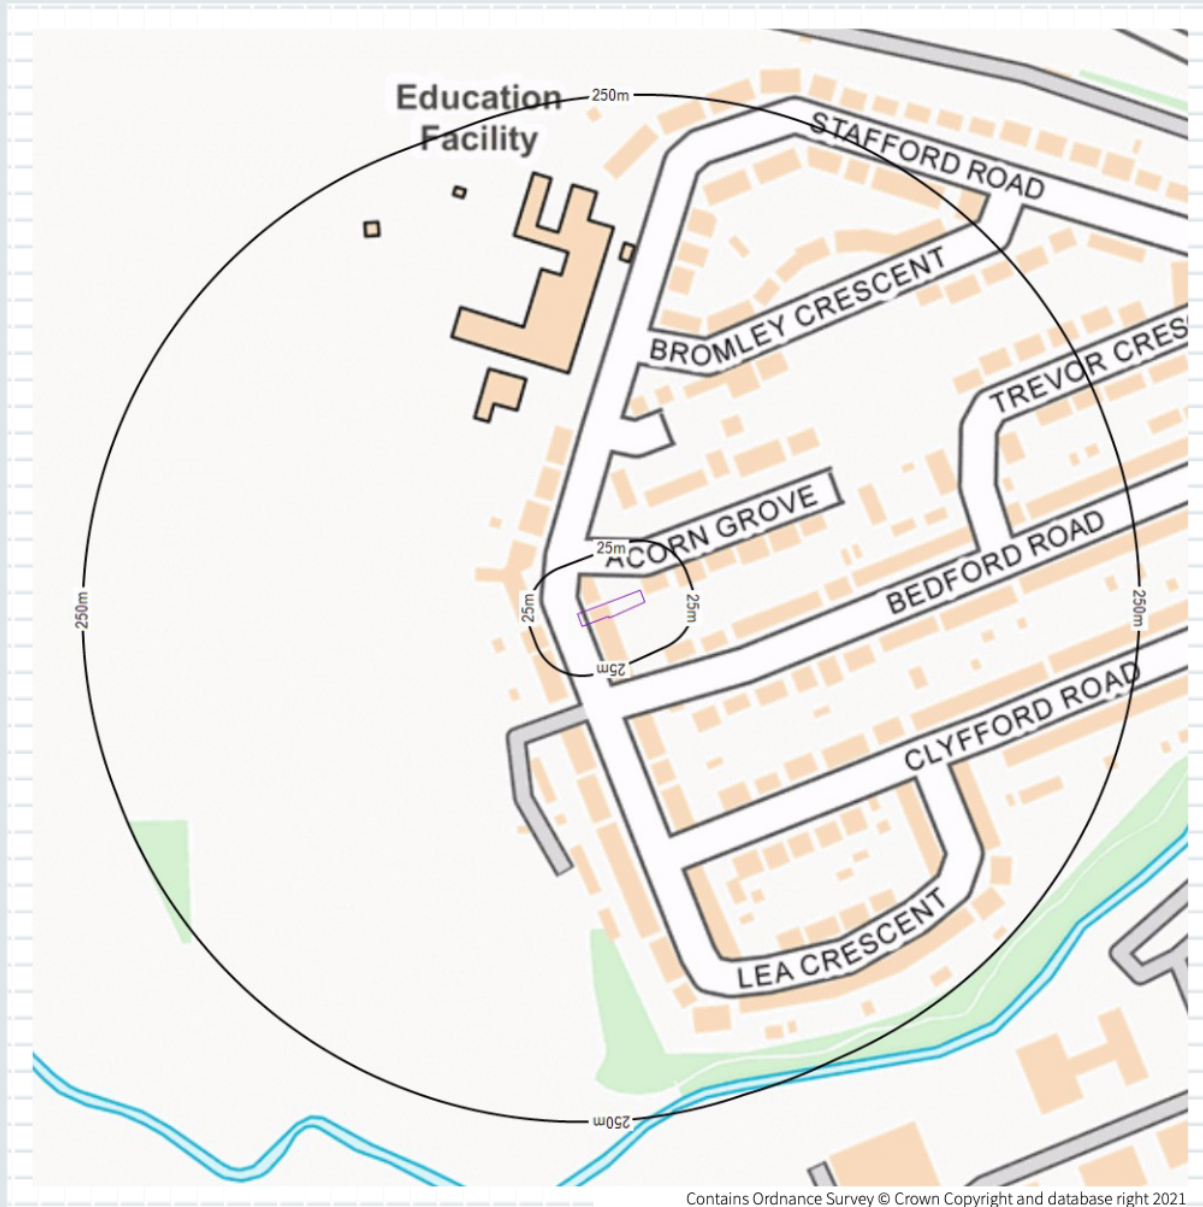 Education
Facility
250m
STAFFORD ROAD
BROMLEY CRESCENT
TREVOR CRES
ACORN GROVE
25m
25m
25m
25m
BEDFORD ROAD
250m
250m
CLYFFORD ROAD
LEA CRESCENT
250m
Contains Ordnance Survey © Crown Copyright and database right 2021